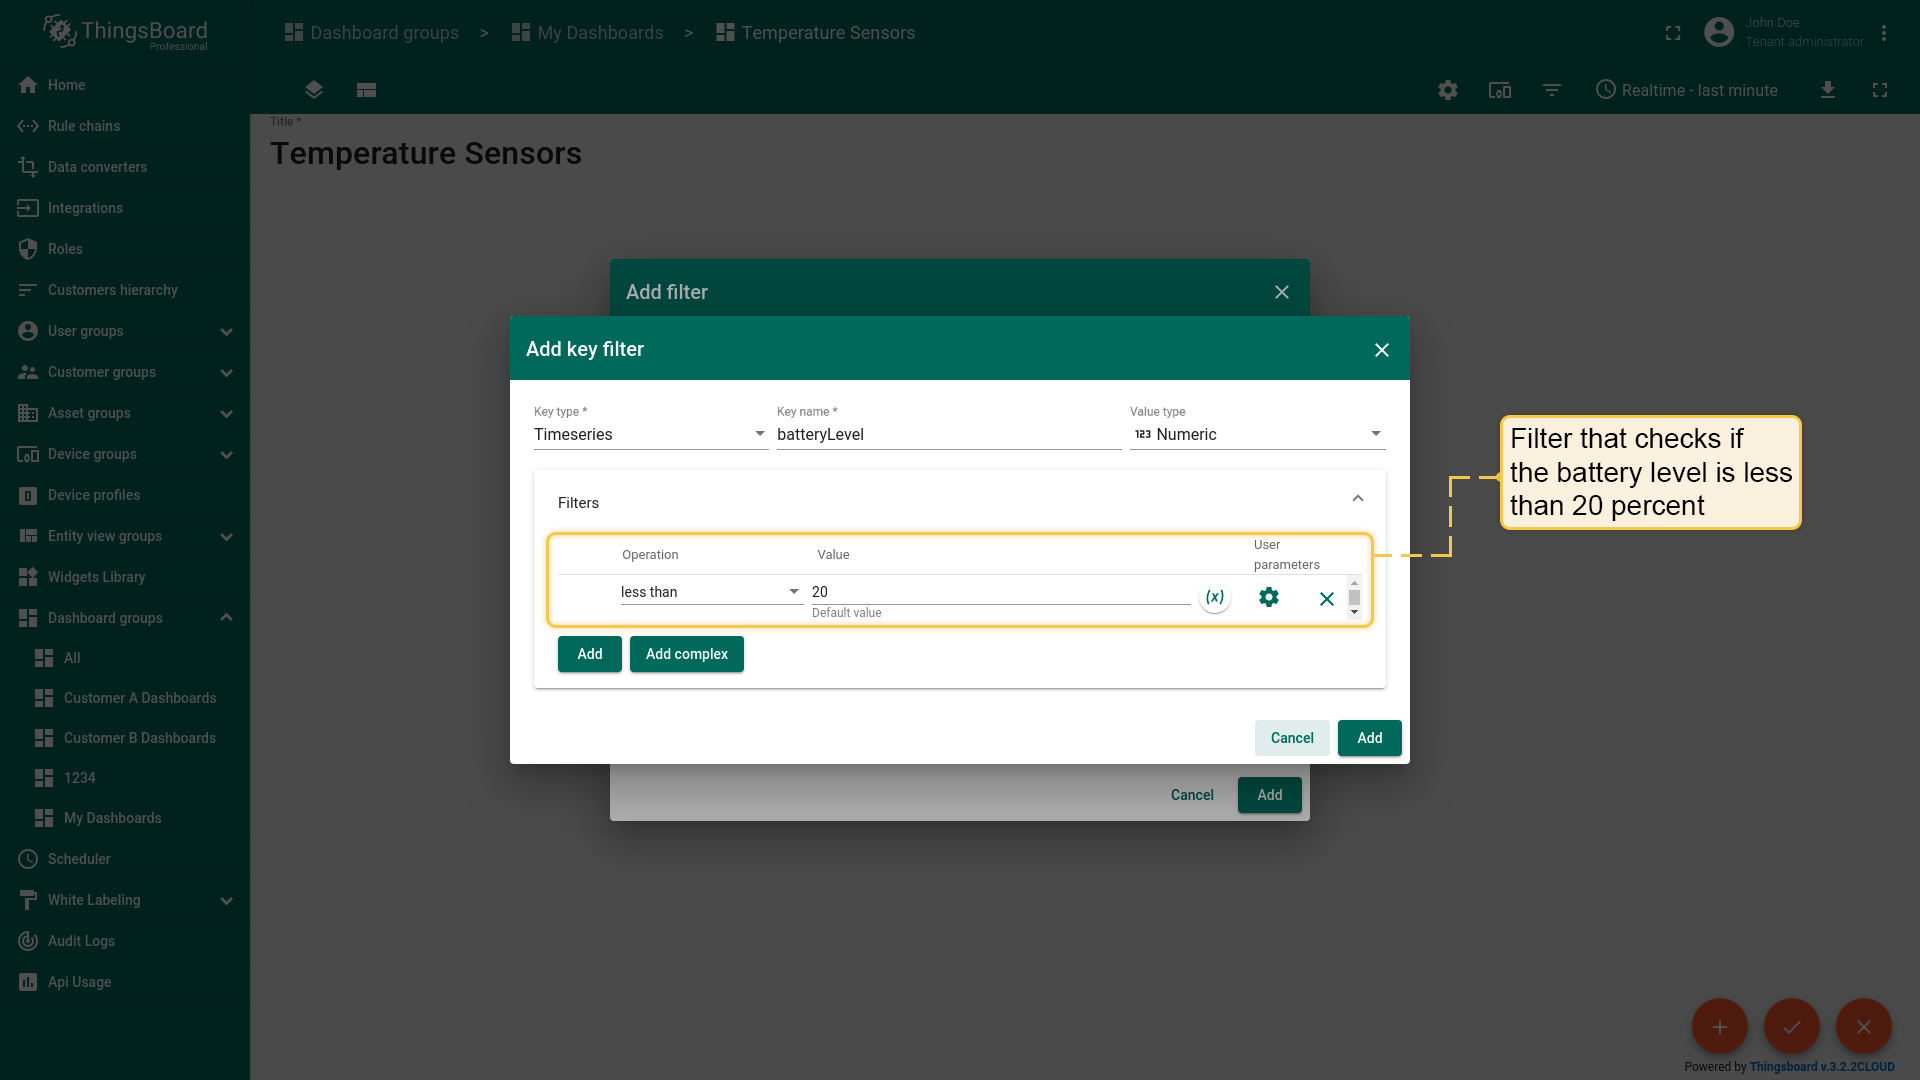 ThingsBoard
Professional
Dashboard groups > My Dashboards > Temperature Sensors
John Doe
Tenant administrator
Home
Rule chains
Data converters
Integrations
Roles
Customers hierarchy
User groups
Customer groups
Asset groups
Device groups
Device profiles
Entity view groups
Widgets Library
Dashboard groups
All
Customer A Dashboards
Customer B Dashboards
1234
My Dashboards
Scheduler
White Labeling
Audit Logs
Api Usage
Realtime - last minute
Title *
Temperature Sensors
Add filter
Add key filter
Key type *
Timeseries
Key name *
batteryLevel
Value type
123 Numeric
Filters
Operation
Value
User
parameters
less than
20
Default value
(x)
Add
Add complex
Cancel
Add
Cancel
Add
Filter that checks if
the battery level is less
than 20 percent
Powered by Thingsboard v.3.2.2CLOUD